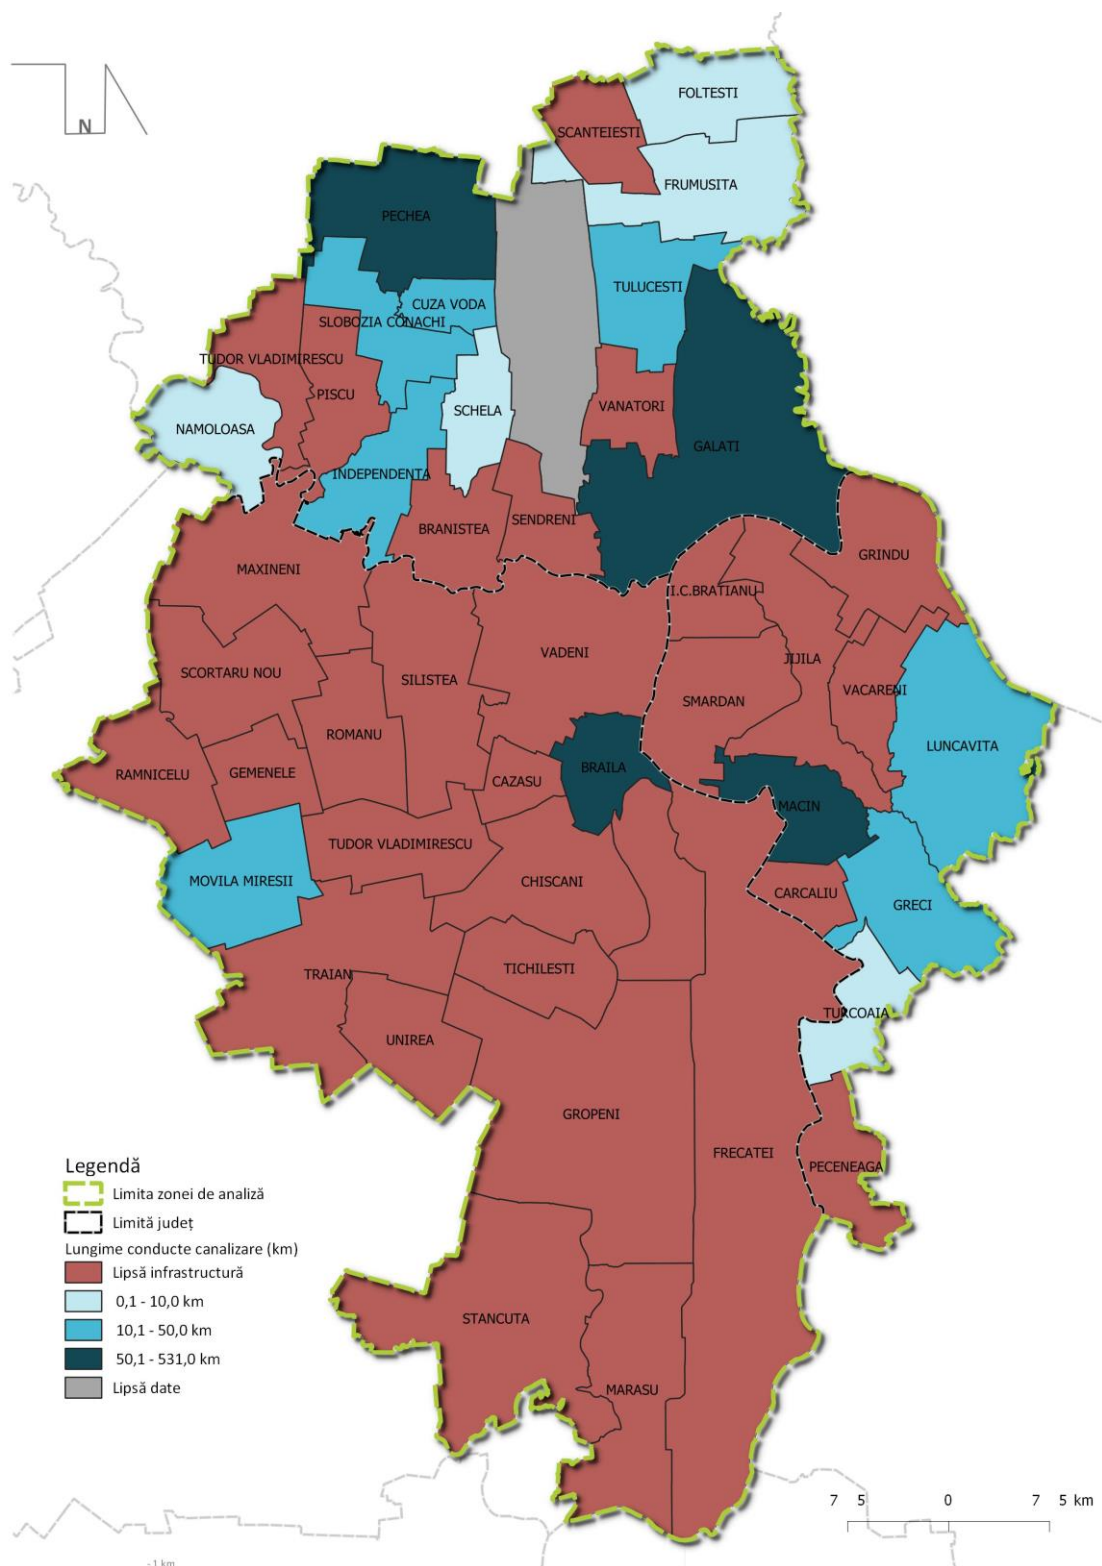 N
FOLTESTI
SCANTEIESTI
FRUMUSITA
PECHEA
TULUCESTI
CUZA VODA
SLOBOZIA CONACHI
TUDOR VLADIMIRESCU
PISCU
SCHELA
VANATORI
NAMOLOASA
GALATI
INDEPENDENTA
BRANISTEA
SENDRENI
GRINDU
MAXINENI
I.C.BRATIANU
VADENI
JIJILA
SCORTARU NOU
SILISTEA
VACARENI
SMARDAN
ROMANU
LUNCAVITA
RAMNICELU
GEMENELE
CAZASU
BRAILA
MACIN
TUDOR VLADIMIRESCU
MOVILA MIRESII
CHISCANI
CARCALIU
GRECI
TRAIAN
TICHILESTI
TURCOAIA
UNIREA
GROPENI
FRECATEI
PECENEAGA
Legendă
Limita zonei de analiză
Limită județ
Lungime conducte canalizare (km)
Lipsă infrastructură
0,1 - 10,0 km
10,1 - 50,0 km
50,1 - 531,0 km
Lipsă date
STANCUTA
MARASU
7 5 0 7 5 km
-1 km